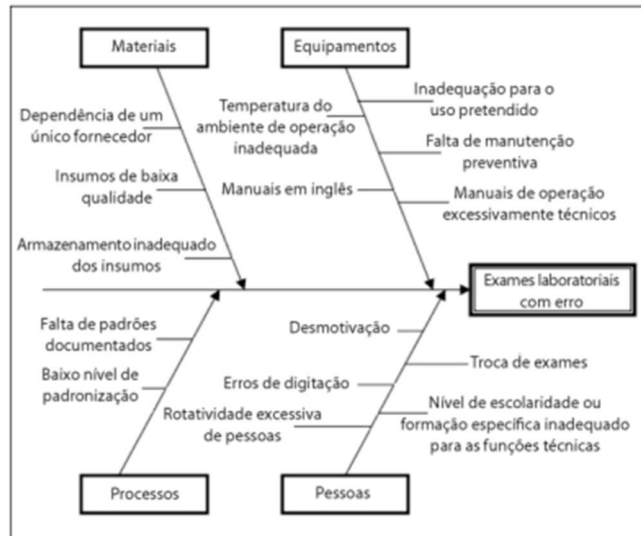 Materiais
Equipamentos
Dependência de um
único fornecedor
Insumos de baixa
qualidade
Armazenamento inadequado
dos insumos
Temperatura do
ambiente de operação
inadequada
Manuais em inglês
Inadequação para o
uso pretendido
Falta de manutenção
preventiva
Manuais de operação
excessivamente técnicos
Exames laboratoriais
com erro
Falta de padrões
documentados
Baixo nível de
padronização
Desmotivação
Erros de digitação
Rotatividade excessiva
de pessoas
Troca de exames
Nível de escolaridade ou
formação específica inadequado
para as funções técnicas
Processos
Pessoas